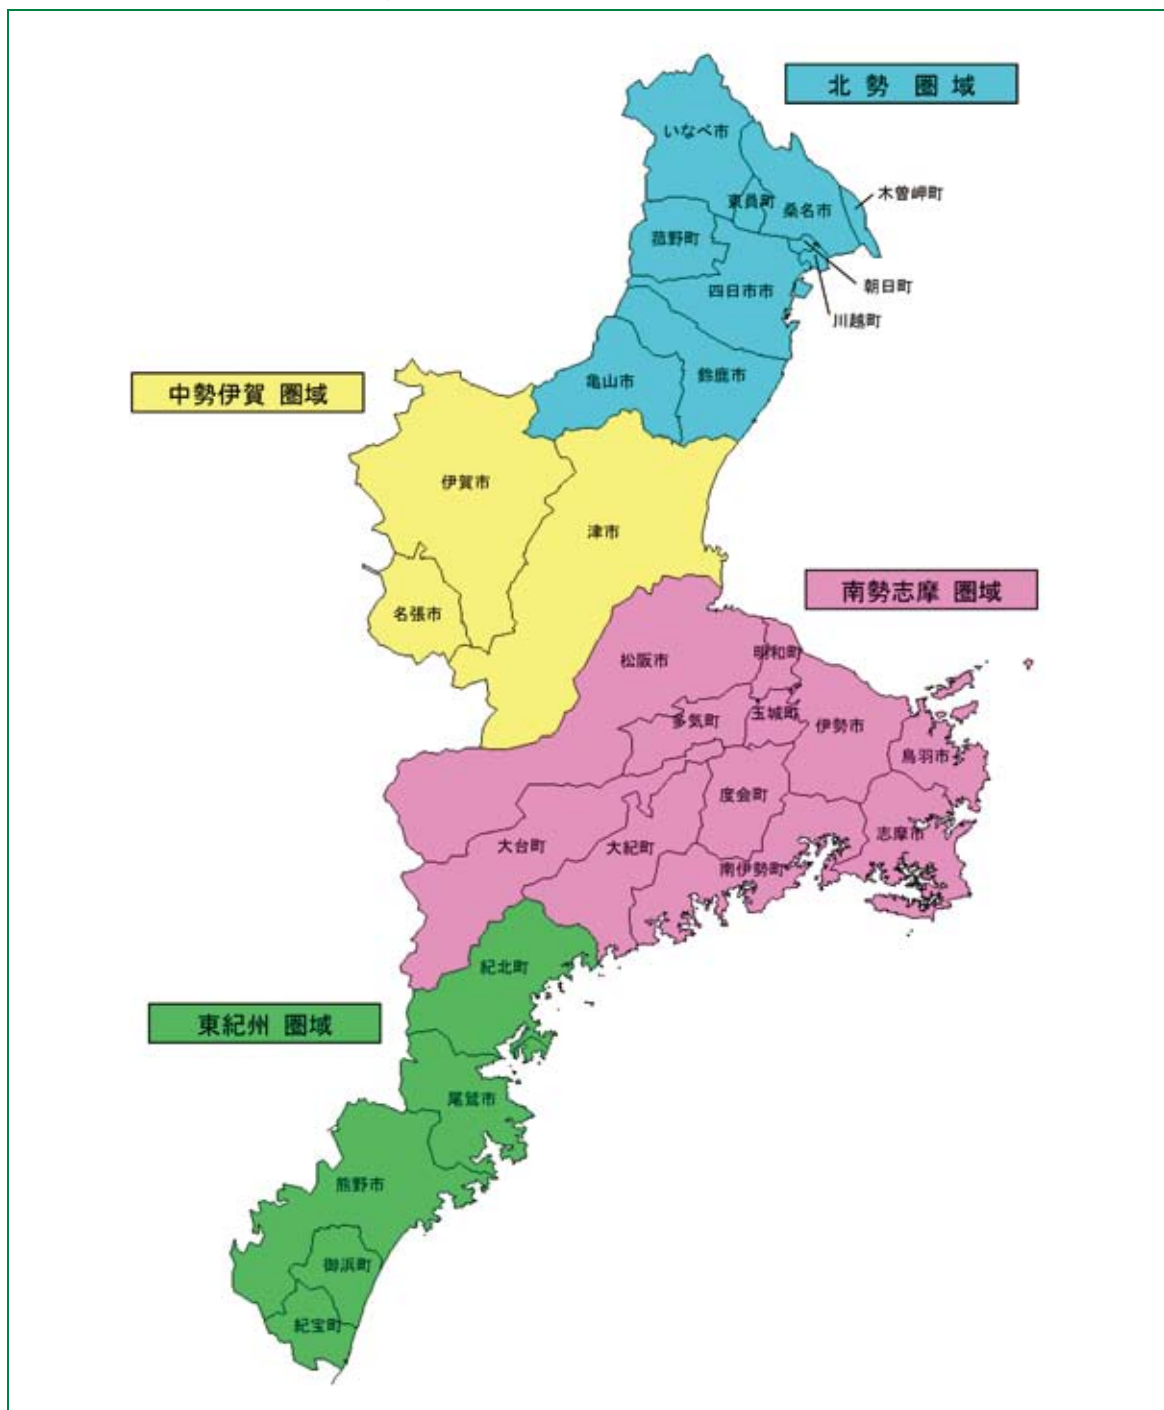 北 勢 圏 域
いなべ市
東員町
桑名市
木曽岬町
菰野町
四日市市
朝日町
川越町
亀山市
鈴鹿市
中勢伊賀 圏域
伊賀市
津市
名張市
南勢志摩 圏域
松阪市
明和町
多気町
玉城町
伊勢市
鳥羽市
度会町
志摩市
大台町
大紀町
南伊勢町
東紀州 圏域
紀北町
尾鷲市
熊野市
御浜町
紀宝町